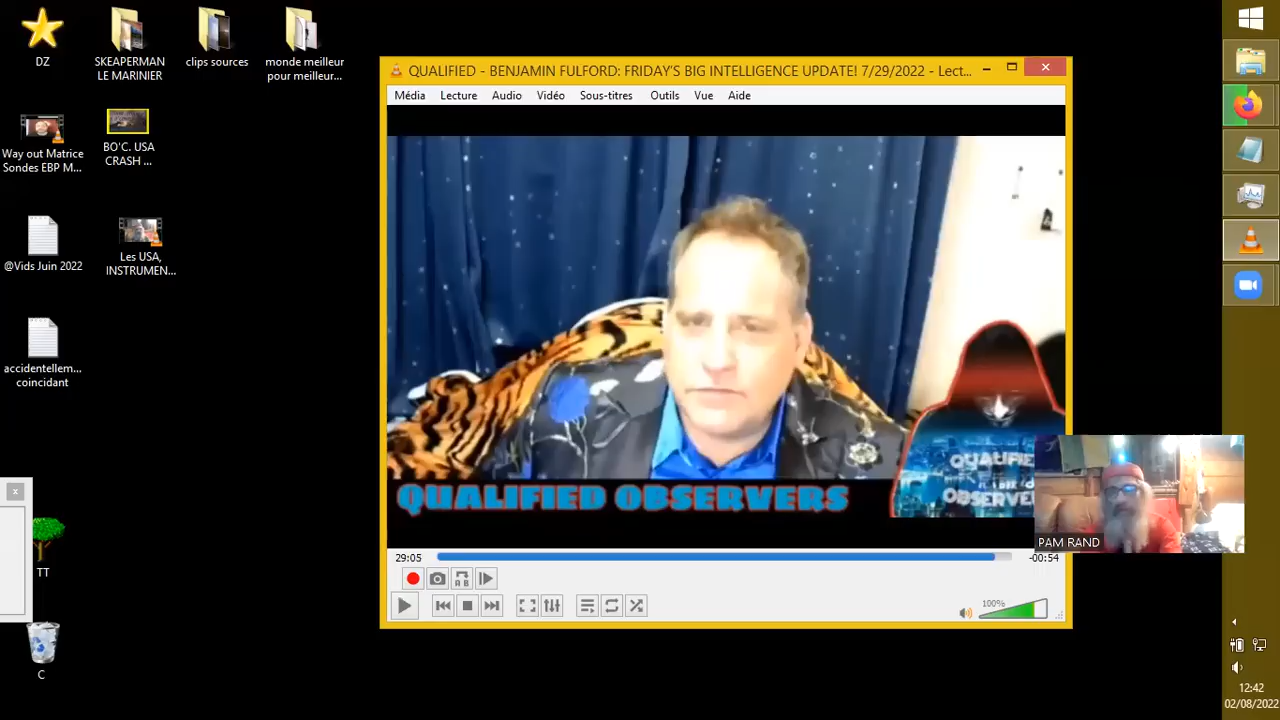 DZ
SKEAPERMAN
LE MARINIER
clips sources
monde meilleur
pour meilleur...
Way out Matrice
Sondes EBP M...
BO'C. USA
CRASH ...
@Vids Juin 2022
Les USA,
INSTRUMEN...
accidentellem...
coincidant
x
TT
C
QUALIFIED - BENJAMIN FULFORD: FRIDAY'S BIG INTELLIGENCE UPDATE! 7/29/2022 - Lect...
Média Lecture Audio Vidéo Sous-titres Outils Vue Aide
QUALIFIED OBSERVERS
QUALIFIE
OBSERVER
PAM RAND
29:05
-00:54
A B
100%
12:42
02/08/2022